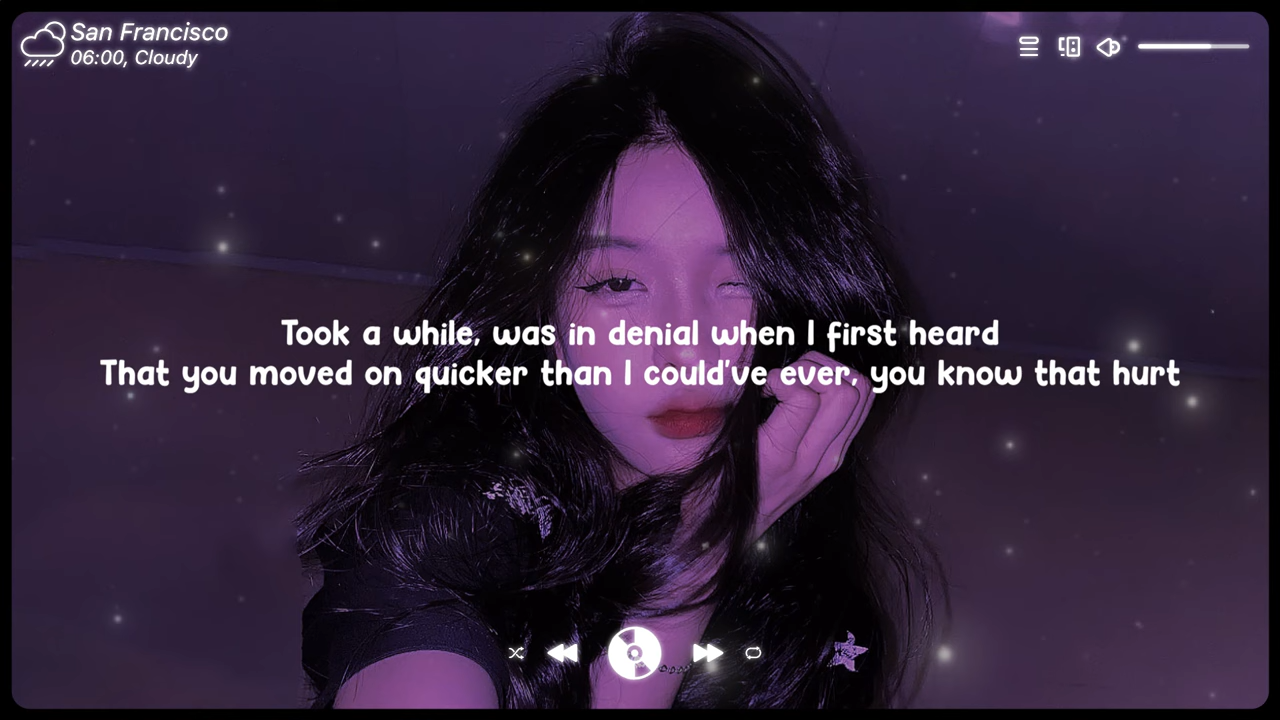 San Francisco
06:00, Cloudy
Took a while, was in denial when I first heard
That you moved on quicker than I could've ever, you know that hurt